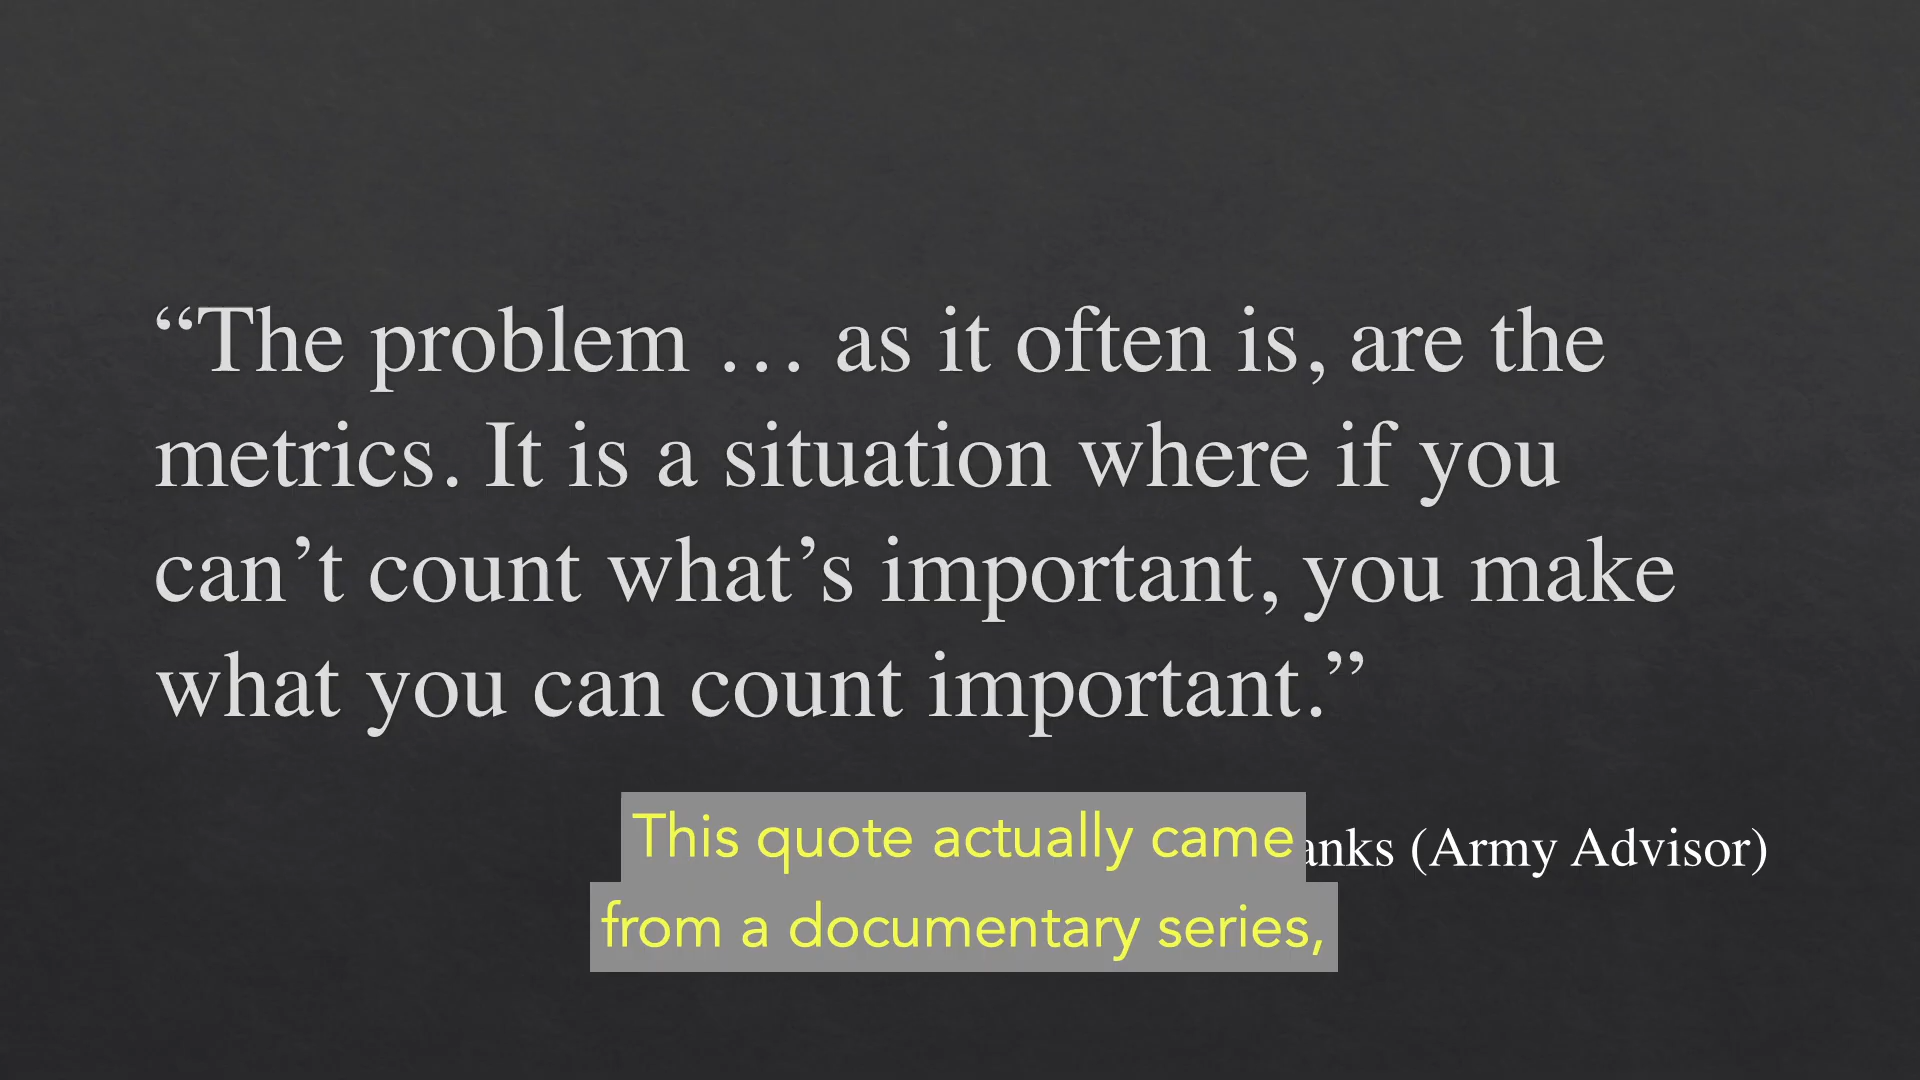 “The problem … as it often is, are the
metrics. It is a situation where if you
can’t count what’s important, you make
what you can count important.”
(Army Advisor)
This quote actually came
from a documentary series,